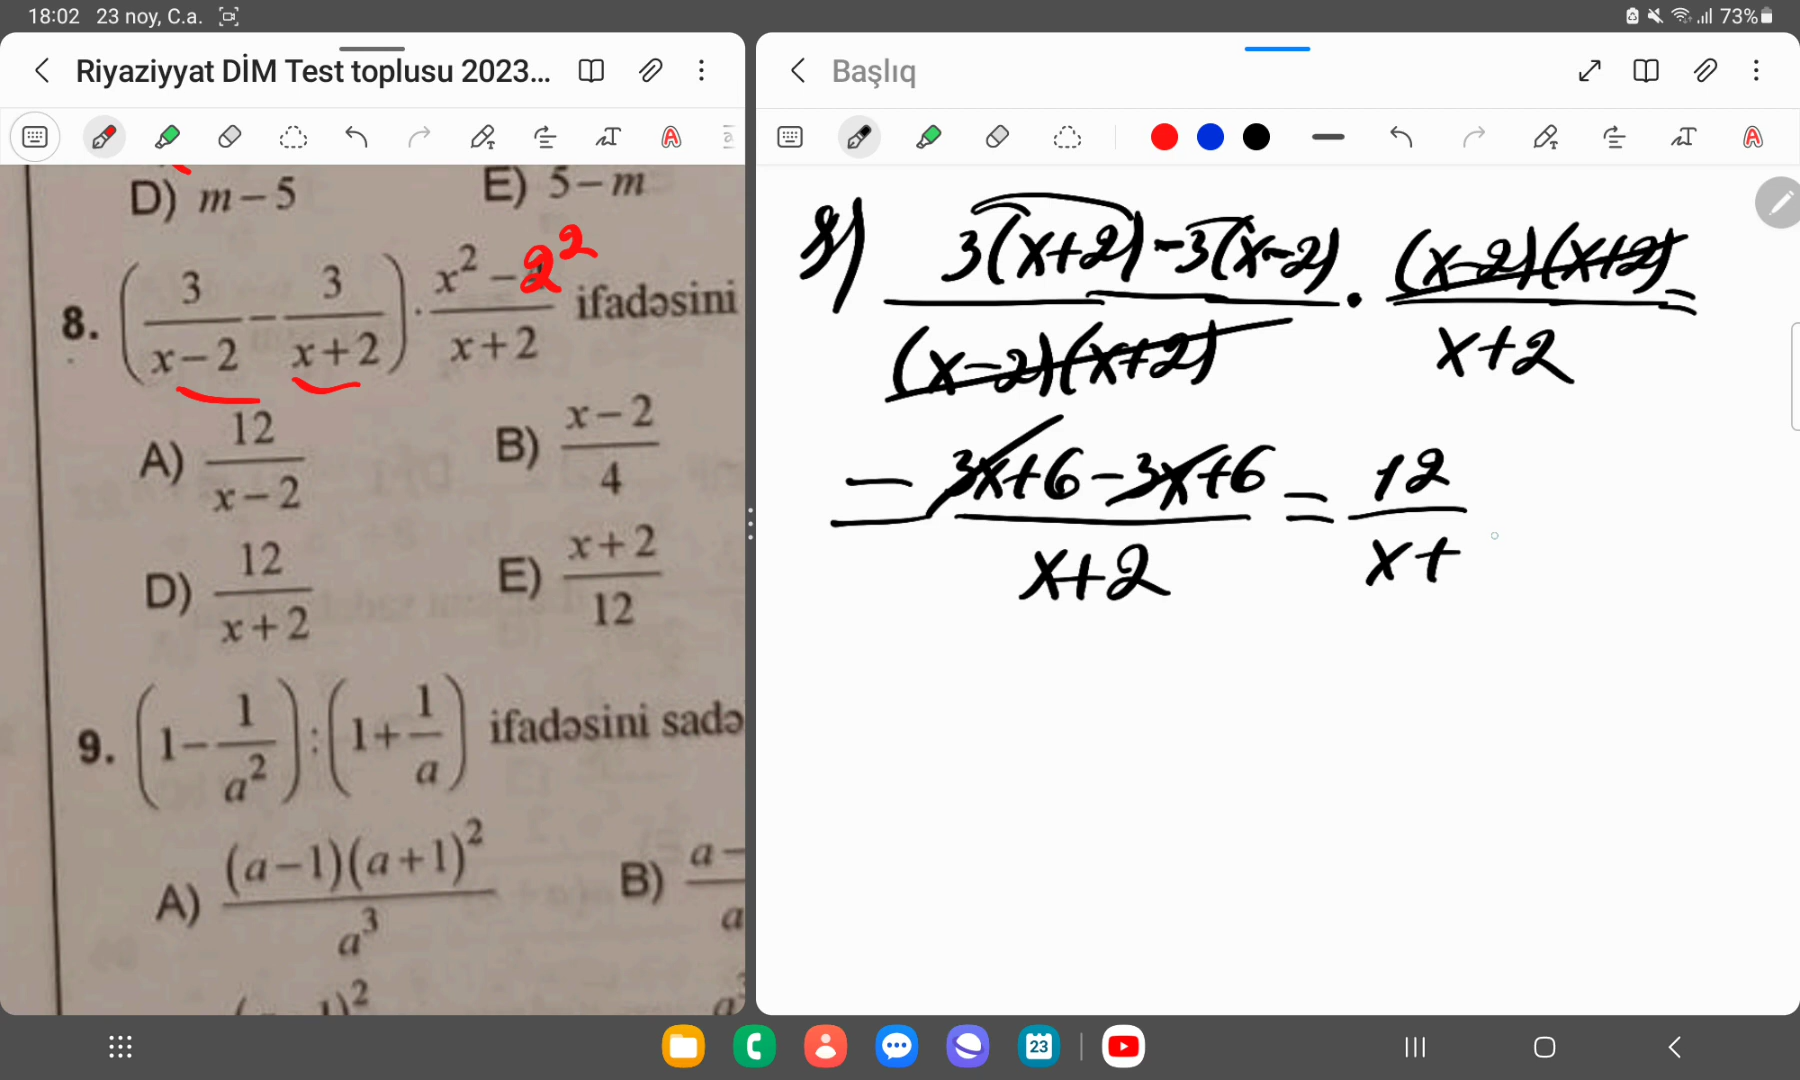 18:02 23 noy, C.a. 73%
Riyaziyyat DİM Test toplusu 2023...
Başlıq
D) m – 5 E) 5 – m
8. (3/(x – 2) – 3/(x + 2)) · (x² – 2²)/(x + 2) ifadəsini
A) 12/(x – 2) B) (x – 2)/4
D) 12/(x + 2) E) (x + 2)/12
9. (1 – 1/a²) : (1 + 1/a) ifadəsini sadə
A) (a – 1)(a + 1)²/a³ B) a –
a
1)²
8) (3(x+2)-3(x-2))/((x-2)(x+2)) · ((x-2)(x+2))/(x+2) =
= (3x+6-3x+6)/(x+2) = 12/(x+
23